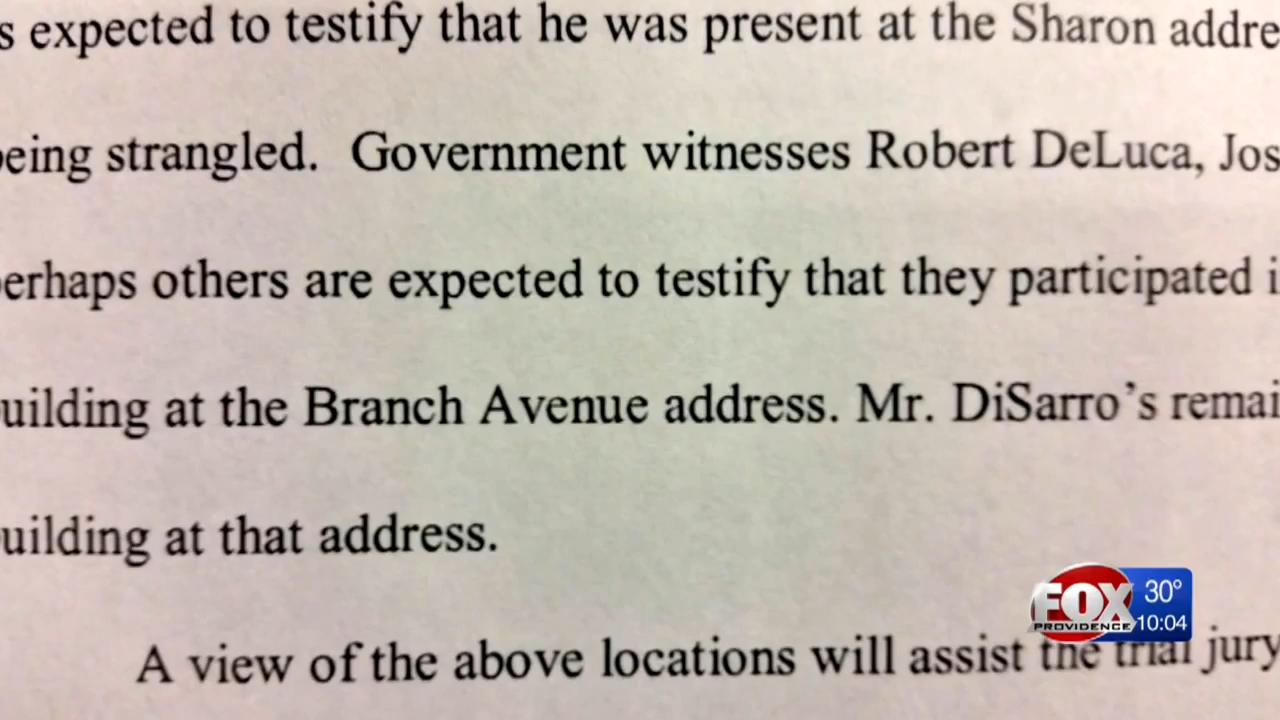 s expected to testify that he was present at the Sharon addre
eing strangled. Government witnesses Robert DeLuca, Jos
erhaps others are expected to testify that they participated i
uilding at the Branch Avenue address. Mr. DiSarro's remai
uilding at that address.
A view of the above locations will assist the trial jury
FOX 30°
PROVIDENCE 10:04